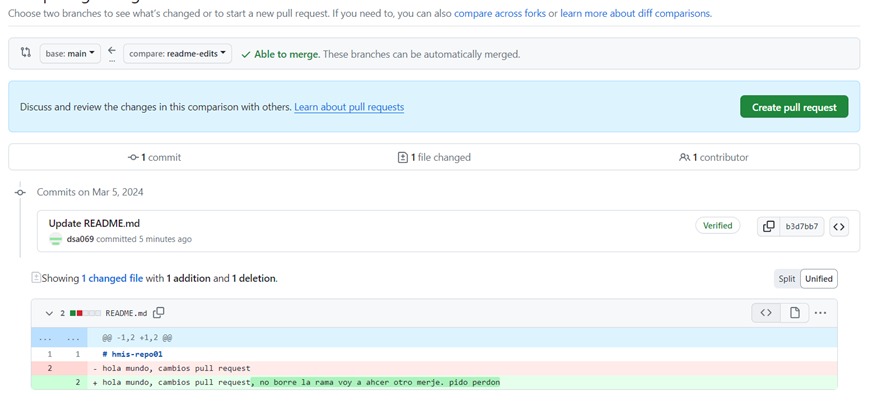 Choose two branches to see what's changed or to start a new pull request. If you need to, you can also compare across forks or learn more about diff comparisons.
base: main compare: readme-edits Able to merge. These branches can be automatically merged.
...
Discuss and review the changes in this comparison with others. Learn about pull requests Create pull request
1 commit 1 file changed 1 contributor
Commits on Mar 5, 2024
Update README.md
dsa069 committed 5 minutes ago Verified b3d7bb7
Showing 1 changed file with 1 addition and 1 deletion. Split Unified
2 README.md ...
... ... @@ -1,2 +1,2 @@
1 1 # hmis-repo01
2 - hola mundo, cambios pull request
2 + hola mundo, cambios pull request, no borre la rama voy a ahcer otro merje. pido perdon